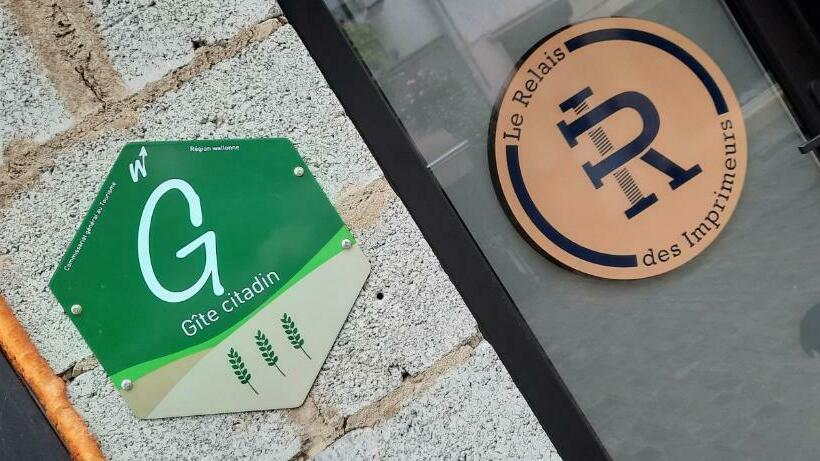 W
Région wallonne
Commissariat général au Tourisme
G
Gîte citadin
Le Relais
R
des Imprimeurs